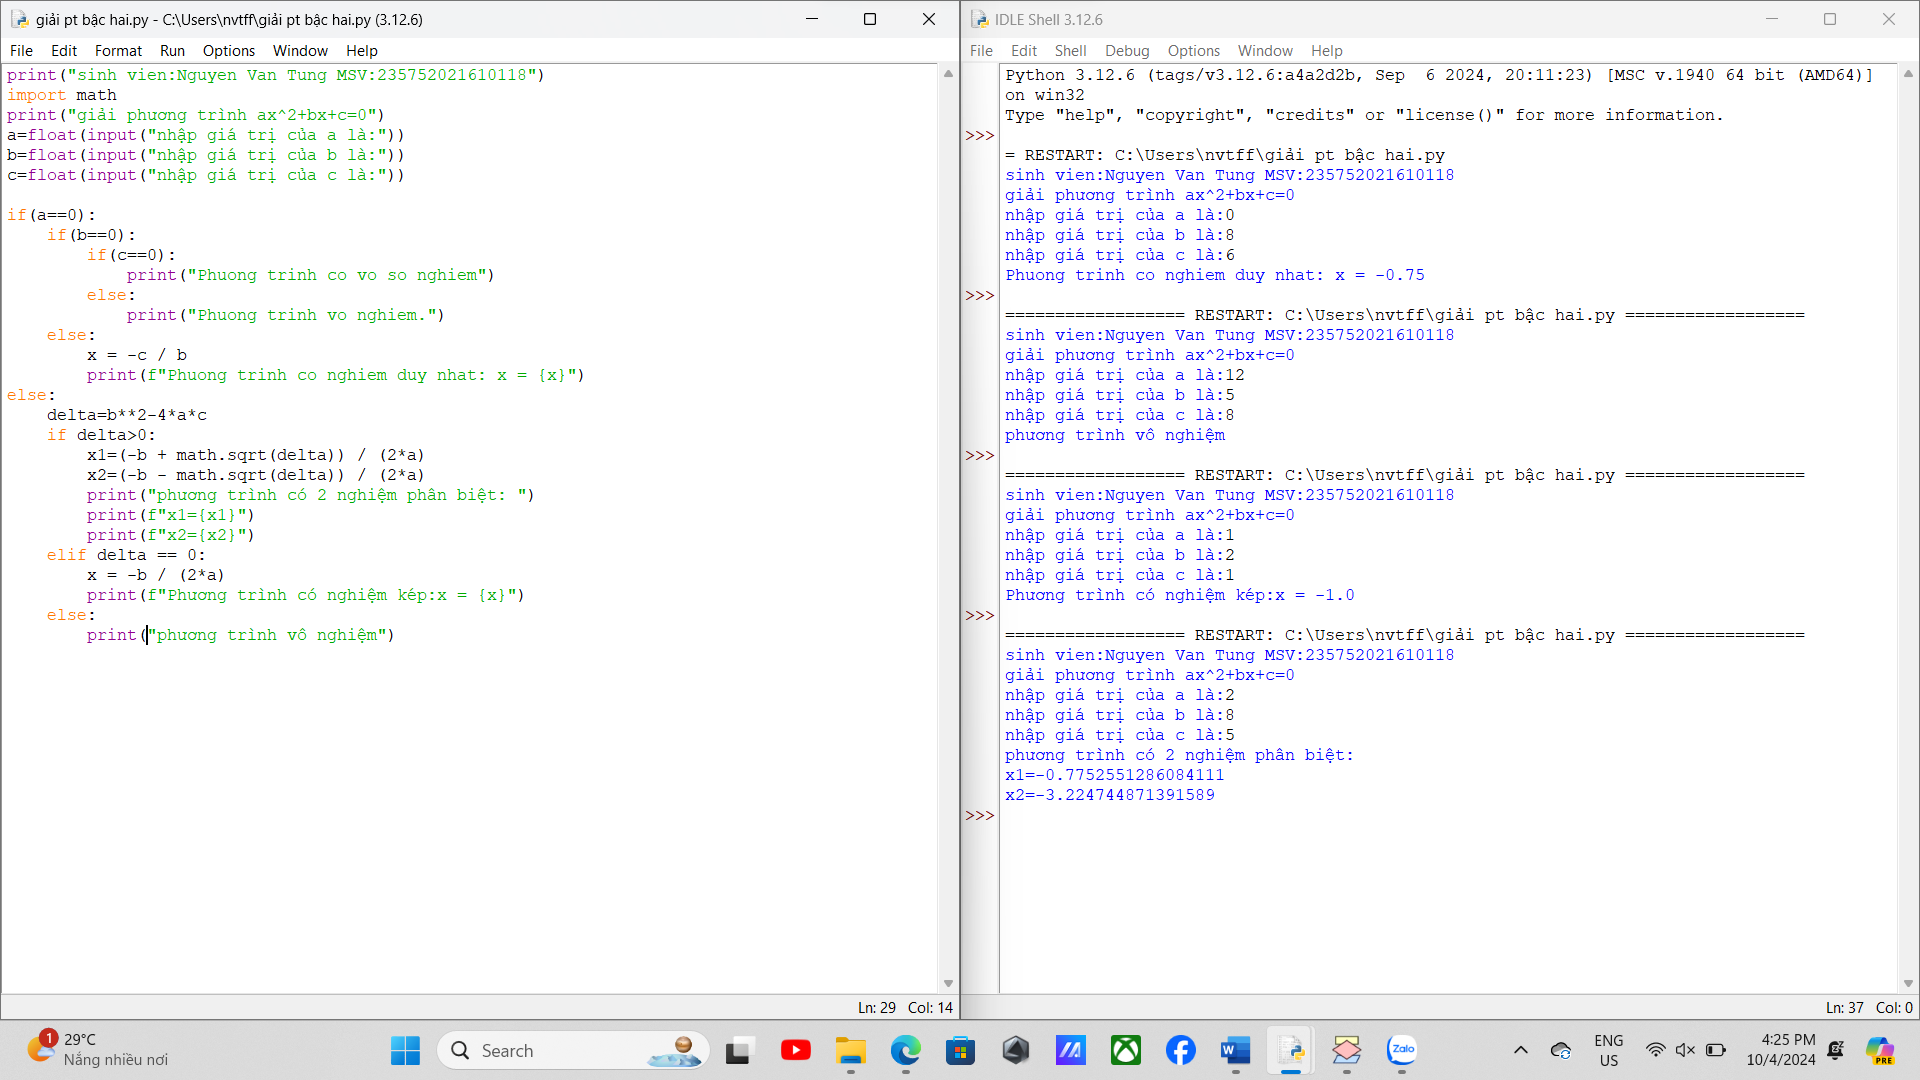 giải pt bậc hai.py - C:\Users\nvtff\giải pt bậc hai.py (3.12.6)
File Edit Format Run Options Window Help
print("sinh vien:Nguyen Van Tung MSV:235752021610118")
import math
print("giải phương trình ax^2+bx+c=0")
a=float(input("nhập giá trị của a là:"))
b=float(input("nhập giá trị của b là:"))
c=float(input("nhập giá trị của c là:"))

if(a==0):
    if(b==0):
        if(c==0):
            print("Phuong trinh co vo so nghiem")
        else:
            print("Phuong trinh vo nghiem.")
    else:
        x = -c / b
        print(f"Phuong trinh co nghiem duy nhat: x = {x}")
else:
    delta=b**2-4*a*c
    if delta>0:
        x1=(-b + math.sqrt(delta)) / (2*a)
        x2=(-b - math.sqrt(delta)) / (2*a)
        print("phương trình có 2 nghiệm phân biệt: ")
        print(f"x1={x1}")
        print(f"x2={x2}")
    elif delta == 0:
        x = -b / (2*a)
        print(f"Phương trình có nghiệm kép:x = {x}")
    else:
        print("phương trình vô nghiệm")
Ln: 29 Col: 14
IDLE Shell 3.12.6
File Edit Shell Debug Options Window Help
Python 3.12.6 (tags/v3.12.6:a4a2d2b, Sep  6 2024, 20:11:23) [MSC v.1940 64 bit (AMD64)]
on win32
Type "help", "copyright", "credits" or "license()" for more information.
>>>
= RESTART: C:\Users\nvtff\giải pt bậc hai.py
sinh vien:Nguyen Van Tung MSV:235752021610118
giải phương trình ax^2+bx+c=0
nhập giá trị của a là:0
nhập giá trị của b là:8
nhập giá trị của c là:6
Phuong trinh co nghiem duy nhat: x = -0.75
>>>
================== RESTART: C:\Users\nvtff\giải pt bậc hai.py ==================
sinh vien:Nguyen Van Tung MSV:235752021610118
giải phương trình ax^2+bx+c=0
nhập giá trị của a là:12
nhập giá trị của b là:5
nhập giá trị của c là:8
phương trình vô nghiệm
>>>
================== RESTART: C:\Users\nvtff\giải pt bậc hai.py ==================
sinh vien:Nguyen Van Tung MSV:235752021610118
giải phương trình ax^2+bx+c=0
nhập giá trị của a là:1
nhập giá trị của b là:2
nhập giá trị của c là:1
Phương trình có nghiệm kép:x = -1.0
>>>
================== RESTART: C:\Users\nvtff\giải pt bậc hai.py ==================
sinh vien:Nguyen Van Tung MSV:235752021610118
giải phương trình ax^2+bx+c=0
nhập giá trị của a là:2
nhập giá trị của b là:8
nhập giá trị của c là:5
phương trình có 2 nghiệm phân biệt:
x1=-0.7752551286084111
x2=-3.224744871391589
>>>
Ln: 37 Col: 0
1
29°C
Nắng nhiều nơi
Search
Zalo
ENG
US
4:25 PM
10/4/2024
PRE